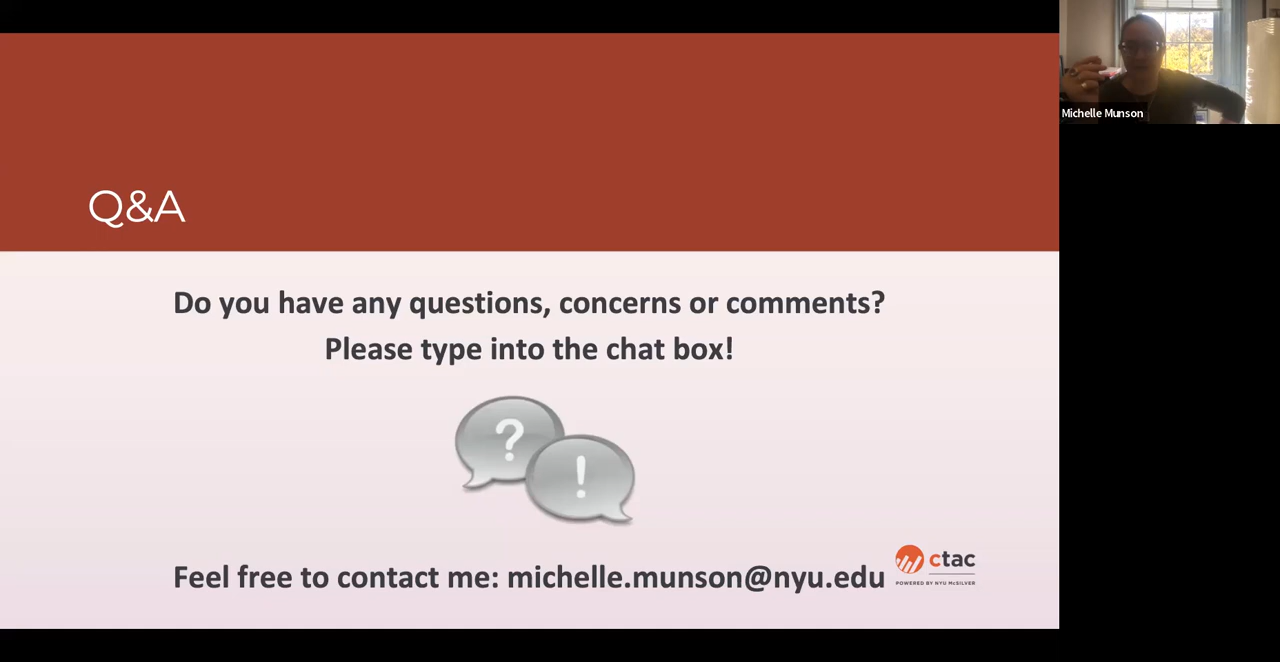 Michelle Munson
Q&A
Do you have any questions, concerns or comments?
Please type into the chat box!
?
!
Feel free to contact me: michelle.munson@nyu.edu
ctac
POWERED BY NYU McSILVER